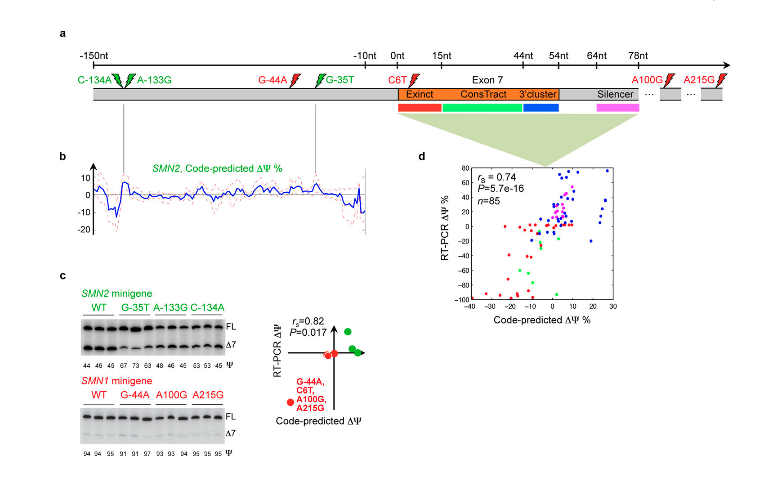 a
-150nt -10nt 0nt 15nt 44nt 54nt 64nt 78nt
C-134A A-133G G-44A G-35T C6T Exon 7 A100G A215G
Exinct ConsTract 3'cluster Silencer ... ...
b
SMN2, Code-predicted ΔΨ %
10
0
-10
-20
c
SMN2 minigene
WT G-35T A-133G C-134A
FL
Δ7
44 46 45 67 73 63 48 46 45 53 53 45 Ψ
SMN1 minigene
WT G-44A A100G A215G
FL
Δ7
94 94 95 91 91 97 93 93 94 95 95 95 Ψ
rs=0.82
P=0.017
RT-PCR ΔΨ
G-44A,
C6T,
A100G,
A215G
Code-predicted ΔΨ
d
rs = 0.74
P=5.7e-16
n=85
RT-PCR ΔΨ %
80
60
40
20
0
−20
−40
−60
−80
−100
−40 −30 −20 −10 0 10 20 30
Code-predicted ΔΨ %